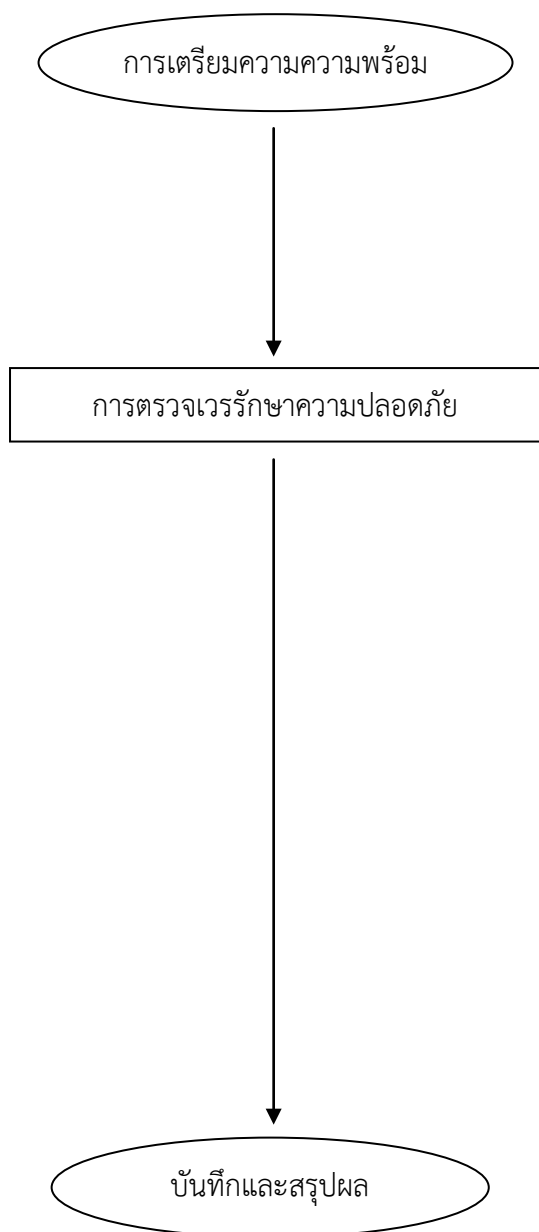 การเตรียมความความพร้อม
การตรวจเวรรักษาความปลอดภัย
บันทึกและสรุปผล